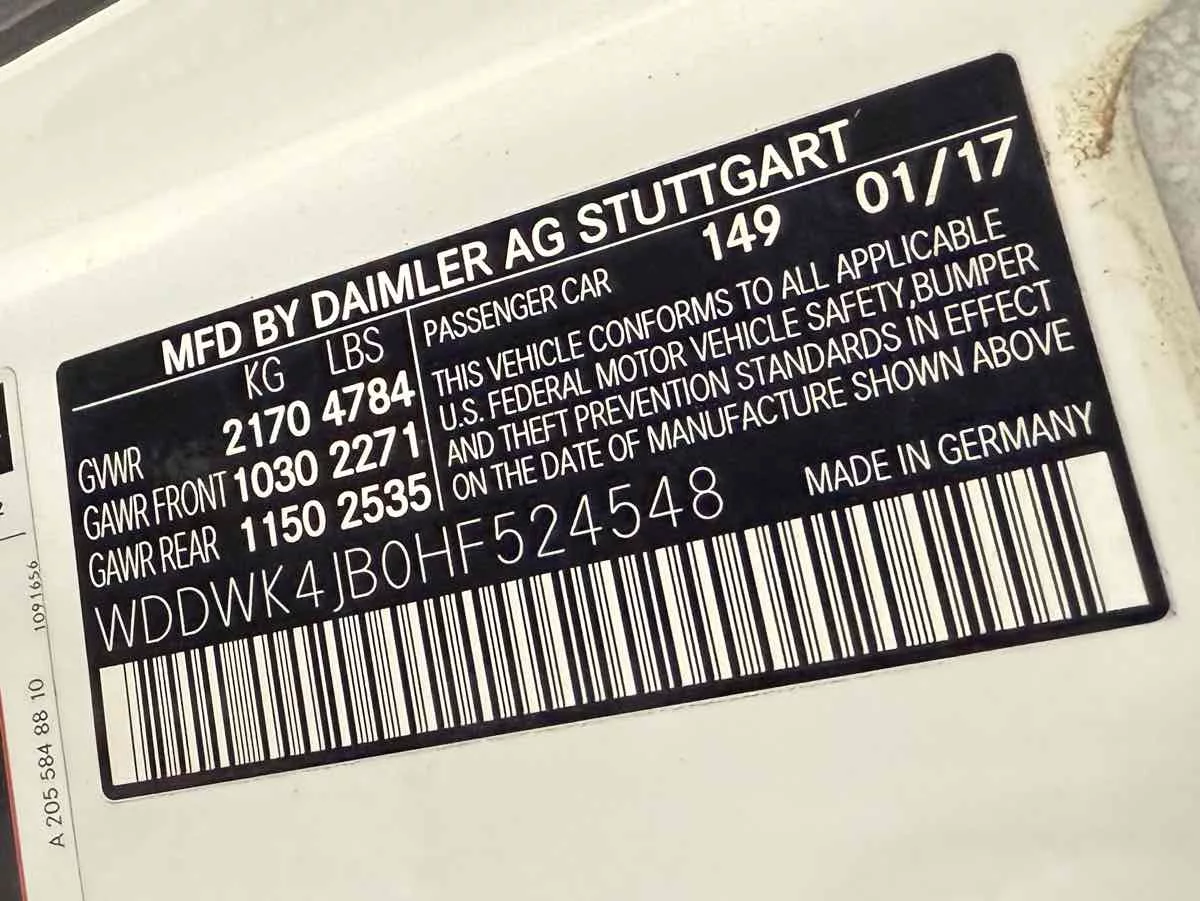 MFD BY DAIMLER AG STUTTGART
KG LBS
GVWR 2170 4784
GAWR FRONT 1030 2271
GAWR REAR 1150 2535
PASSENGER CAR 149 01/17
THIS VEHICLE CONFORMS TO ALL APPLICABLE
U.S. FEDERAL MOTOR VEHICLE SAFETY,BUMPER
AND THEFT PREVENTION STANDARDS IN EFFECT
ON THE DATE OF MANUFACTURE SHOWN ABOVE
WDDWK4JB0HF524548
MADE IN GERMANY
A 205 584 88 10 1091656